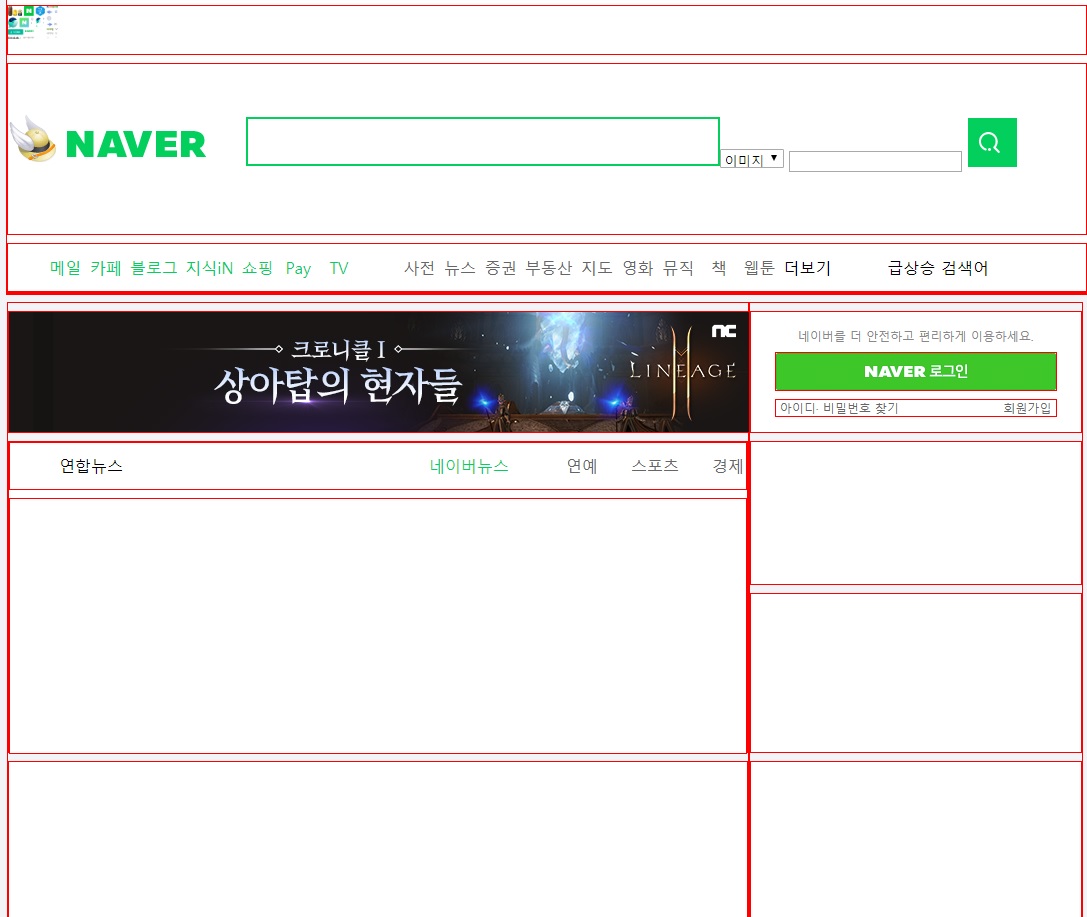 NAVER
이미지
메일 카페 블로그 지식iN 쇼핑 Pay TV 사전 뉴스 증권 부동산 지도 영화 뮤직 책 웹툰 더보기 급상승 검색어
크로니클 I
상아탑의 현자들
LINEAGE
M
nc
네이버를 더 안전하고 편리하게 이용하세요.
NAVER 로그인
아이디· 비밀번호 찾기 회원가입
연합뉴스 네이버뉴스 연예 스포츠 경제